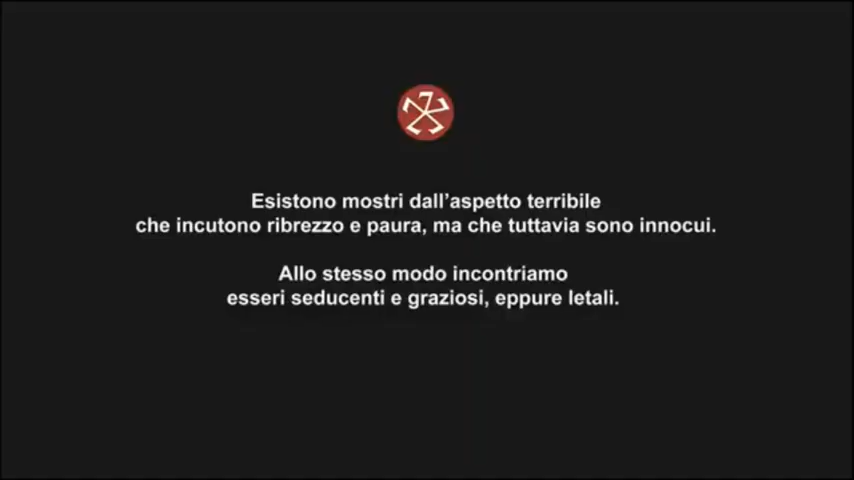 Esistono mostri dall'aspetto terribile
che incutono ribrezzo e paura, ma che tuttavia sono innocui.
Allo stesso modo incontriamo
esseri seducenti e graziosi, eppure letali.